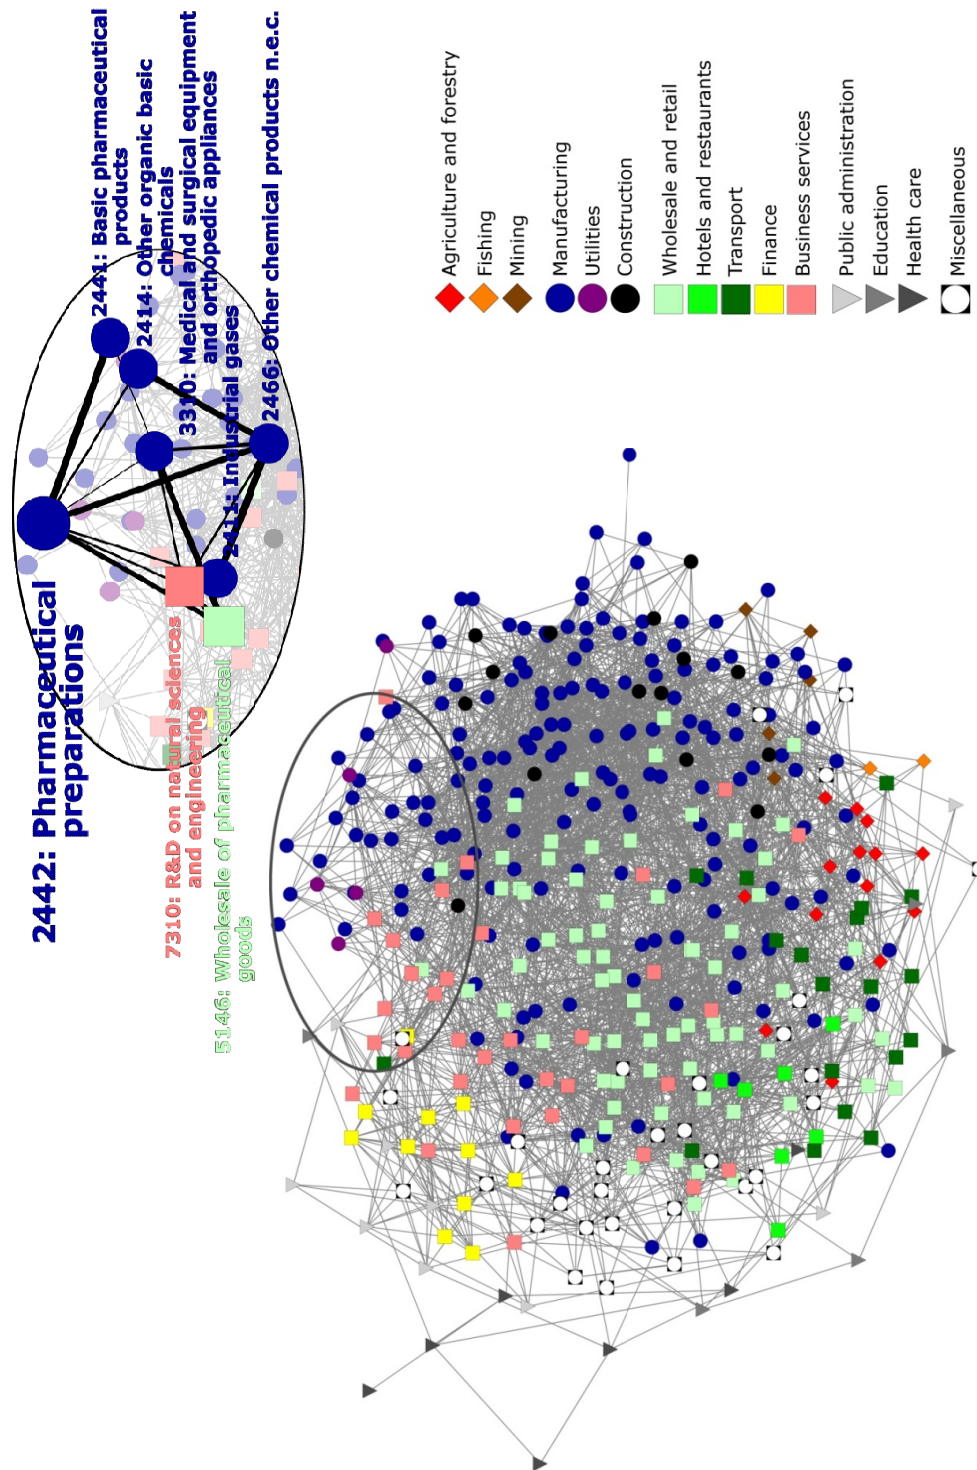 2441: Basic pharmaceutical
products
2414: Other organic basic
chemicals
3310: Medical and surgical equipment
and orthopedic appliances
2411: Industrial gases
2466: Other chemical products n.e.c.
2442: Pharmaceutical
preparations
7310: R&D on natural sciences
and engineering
5146: Wholesale of pharmaceutical
goods
Agriculture and forestry
Fishing
Mining
Manufacturing
Utilities
Construction
Wholesale and retail
Hotels and restaurants
Transport
Finance
Business services
Public administration
Education
Health care
Miscellaneous